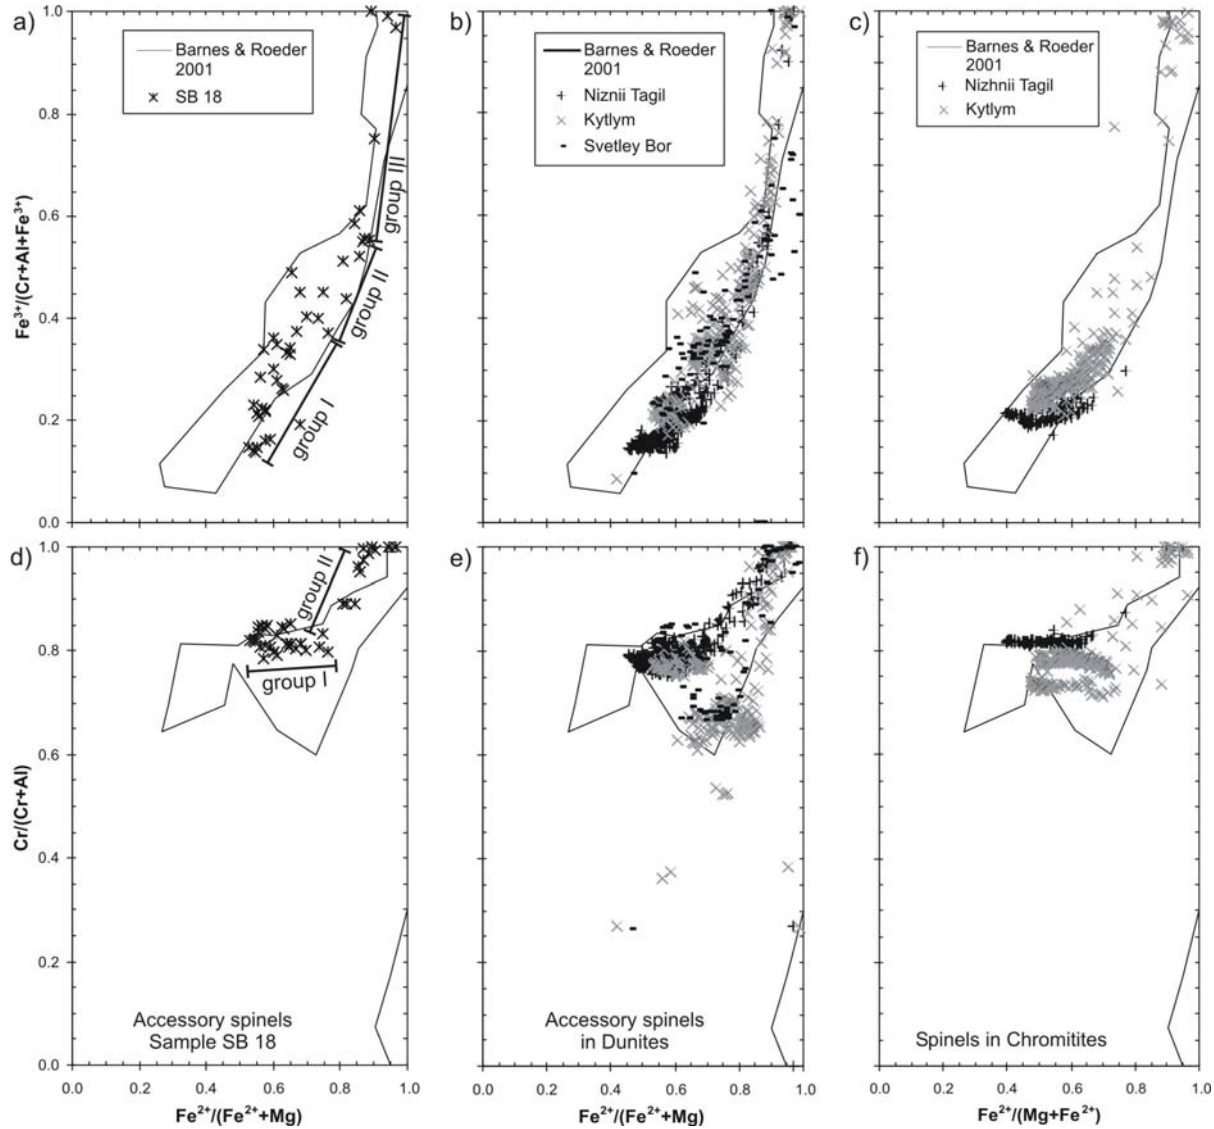 a)
Barnes & Roeder
2001
SB 18
group III
group II
group I
1.0
0.8
0.6
0.4
0.2
0.0
Fe³⁺/(Cr+Al+Fe³⁺)
b)
Barnes & Roeder
2001
Niznii Tagil
Kytlym
Svetley Bor
c)
Barnes & Roeder
2001
Nizhnii Tagil
Kytlym
d)
group II
group I
Accessory spinels
Sample SB 18
1.0
0.8
0.6
0.4
0.2
0.0
Cr/(Cr+Al)
0.0 0.2 0.4 0.6 0.8 1.0
Fe²⁺/(Fe²⁺+Mg)
e)
Accessory spinels
in Dunites
0.0 0.2 0.4 0.6 0.8 1.0
Fe²⁺/(Fe²⁺+Mg)
f)
Spinels in Chromitites
0.0 0.2 0.4 0.6 0.8 1.0
Fe²⁺/(Mg+Fe²⁺)